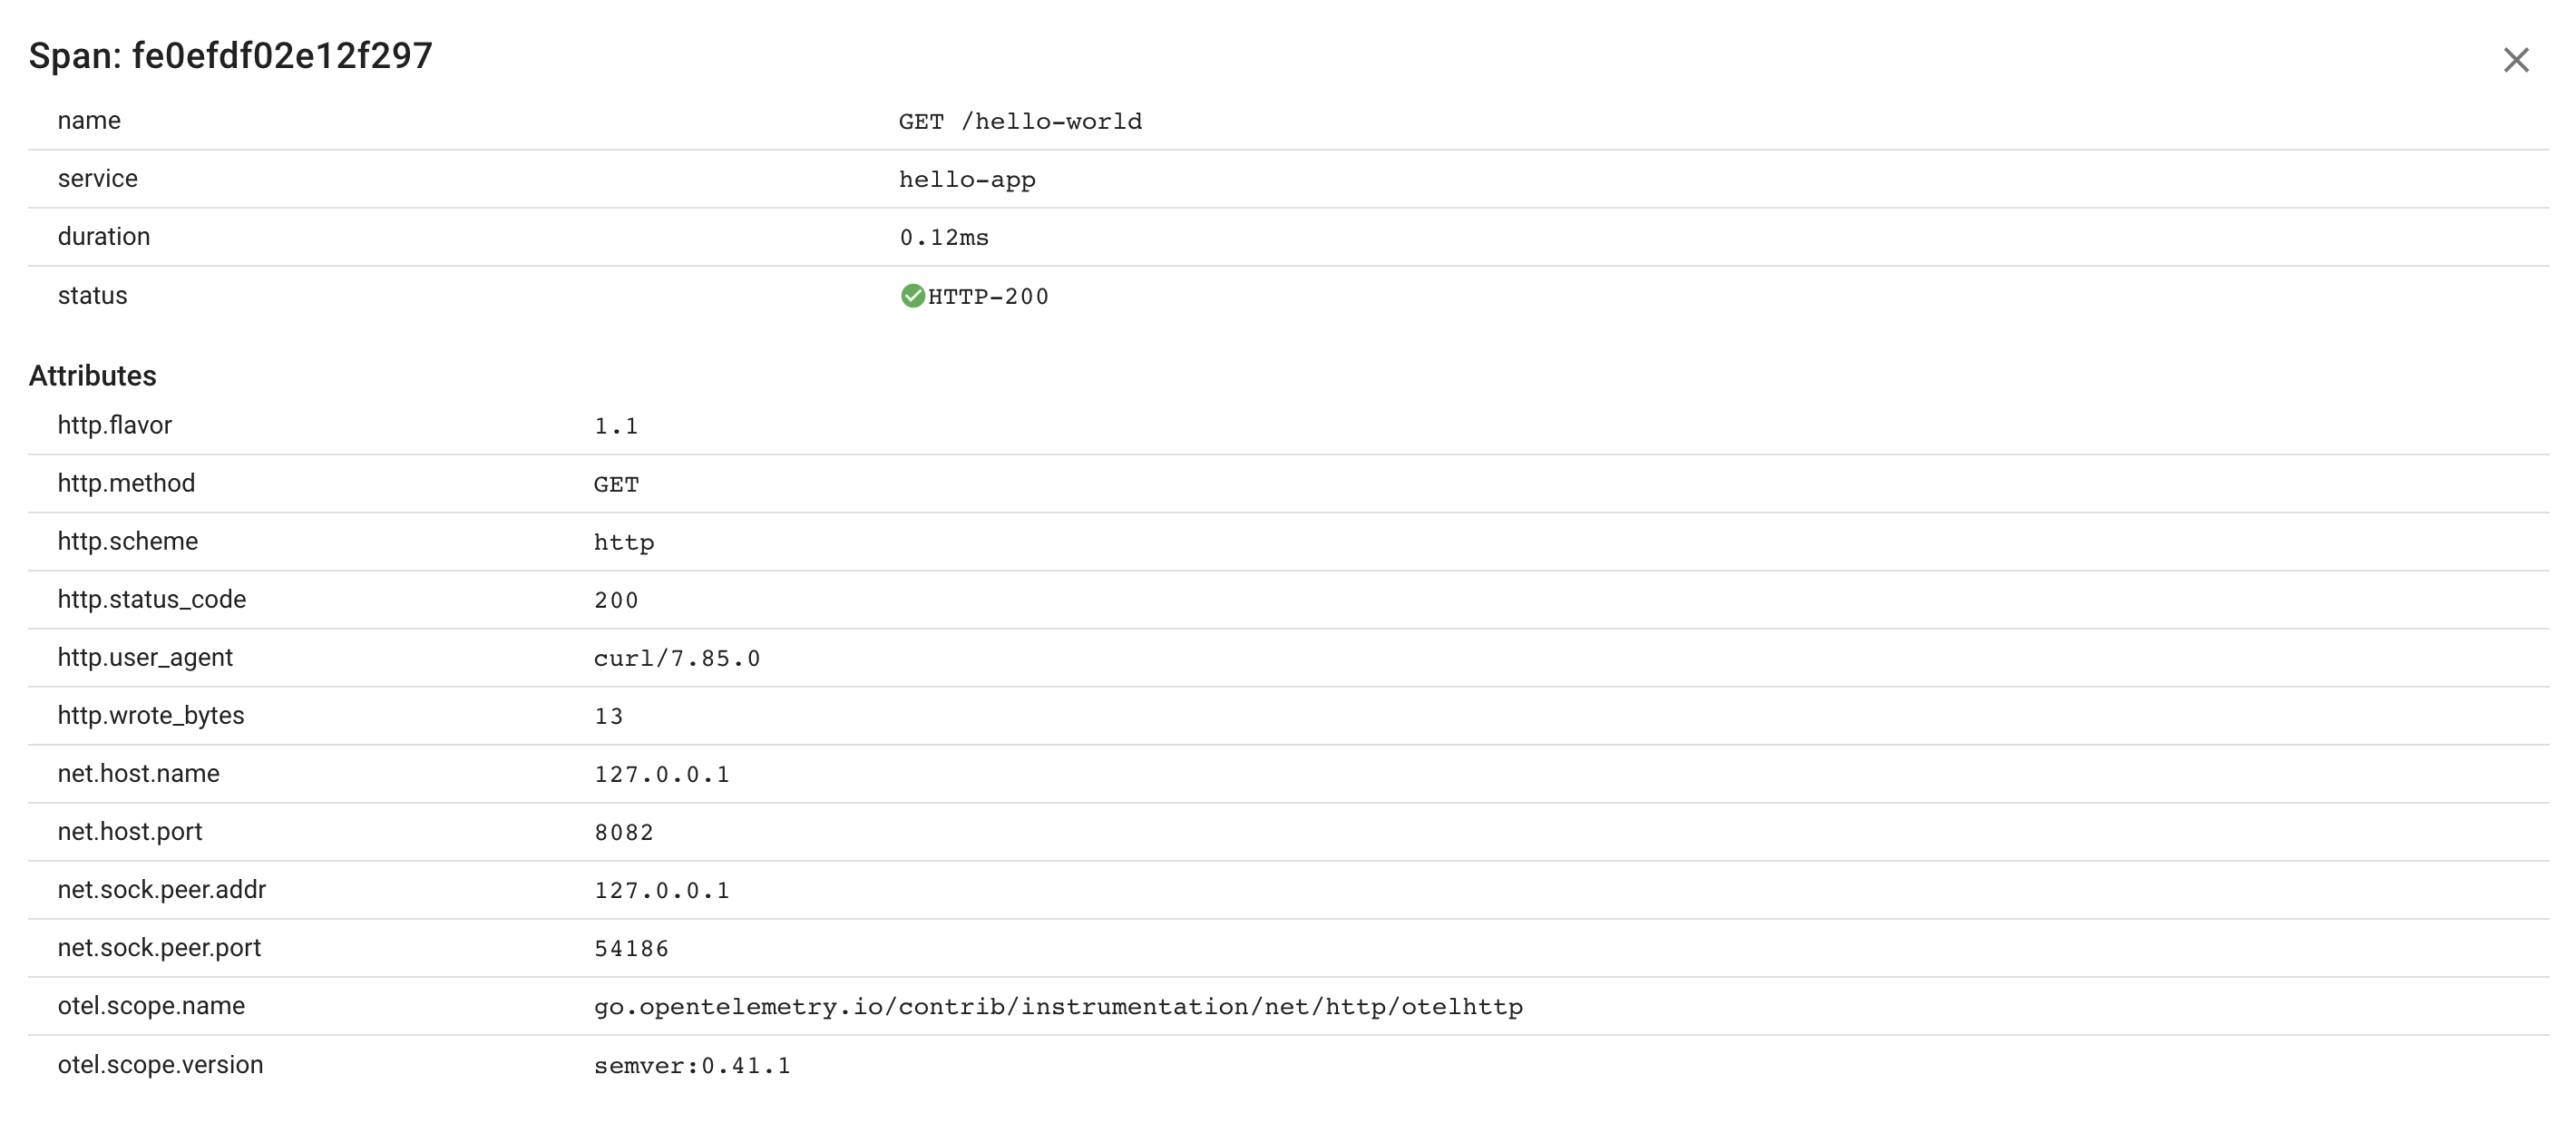 Span: fe0efdf02e12f297
name GET /hello-world
service hello-app
duration 0.12ms
status HTTP-200
Attributes
http.flavor 1.1
http.method GET
http.scheme http
http.status_code 200
http.user_agent curl/7.85.0
http.wrote_bytes 13
net.host.name 127.0.0.1
net.host.port 8082
net.sock.peer.addr 127.0.0.1
net.sock.peer.port 54186
otel.scope.name go.opentelemetry.io/contrib/instrumentation/net/http/otelhttp
otel.scope.version semver:0.41.1